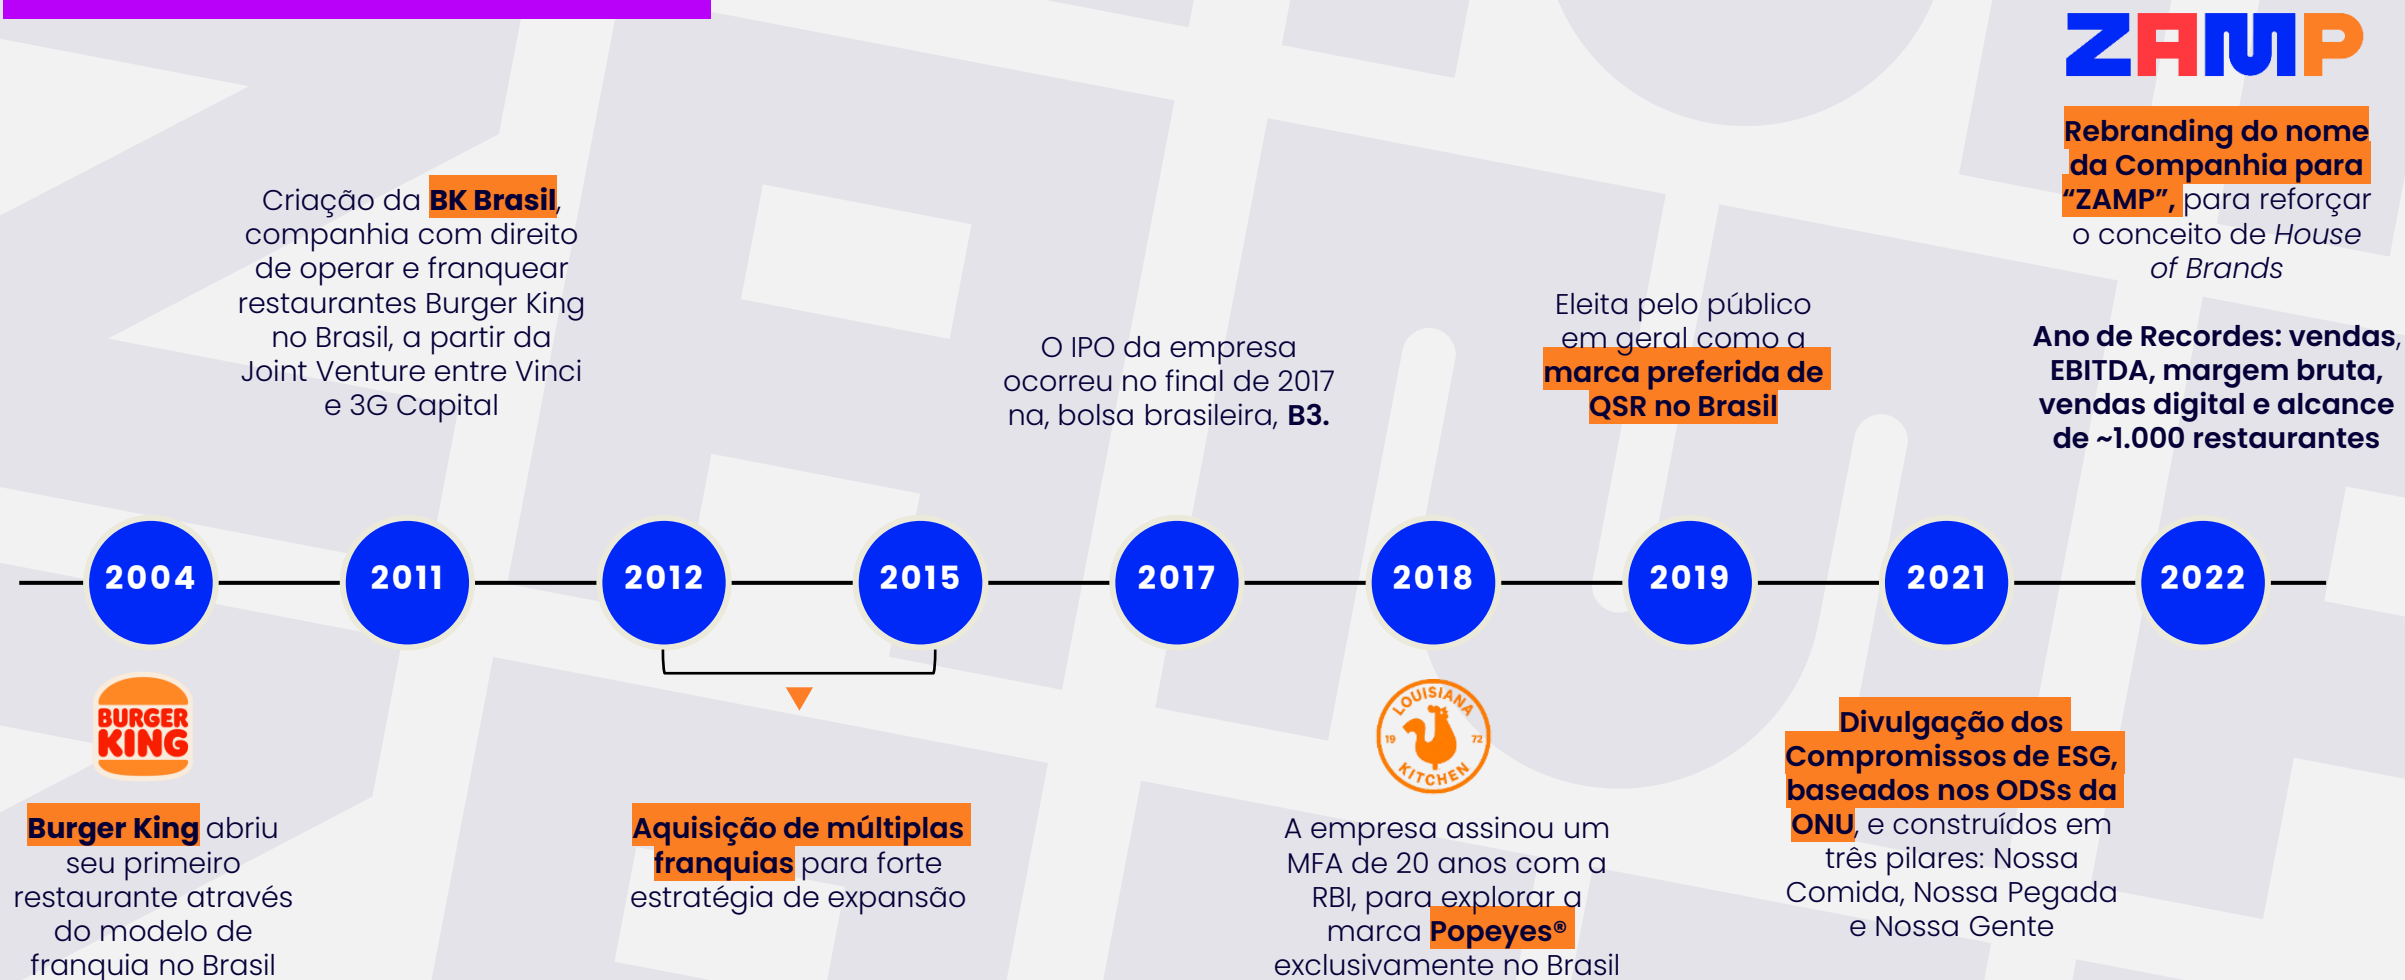 ZAMP
Rebranding do nome
da Companhia para
“ZAMP”, para reforçar
o conceito de House
of Brands
Ano de Recordes: vendas,
EBITDA, margem bruta,
vendas digital e alcance
de ~1.000 restaurantes
Criação da BK Brasil,
companhia com direito
de operar e franquear
restaurantes Burger King
no Brasil, a partir da
Joint Venture entre Vinci
e 3G Capital
O IPO da empresa
ocorreu no final de 2017
na, bolsa brasileira, B3.
Eleita pelo público
em geral como a
marca preferida de
QSR no Brasil
2004
2011
2012
2015
2017
2018
2019
2021
2022
BURGER
KING
Burger King abriu
seu primeiro
restaurante através
do modelo de
franquia no Brasil
Aquisição de múltiplas
franquias para forte
estratégia de expansão
LOUISIANA
19 72
KITCHEN
A empresa assinou um
MFA de 20 anos com a
RBI, para explorar a
marca Popeyes®
exclusivamente no Brasil
Divulgação dos
Compromissos de ESG,
baseados nos ODSs da
ONU, e construídos em
três pilares: Nossa
Comida, Nossa Pegada
e Nossa Gente